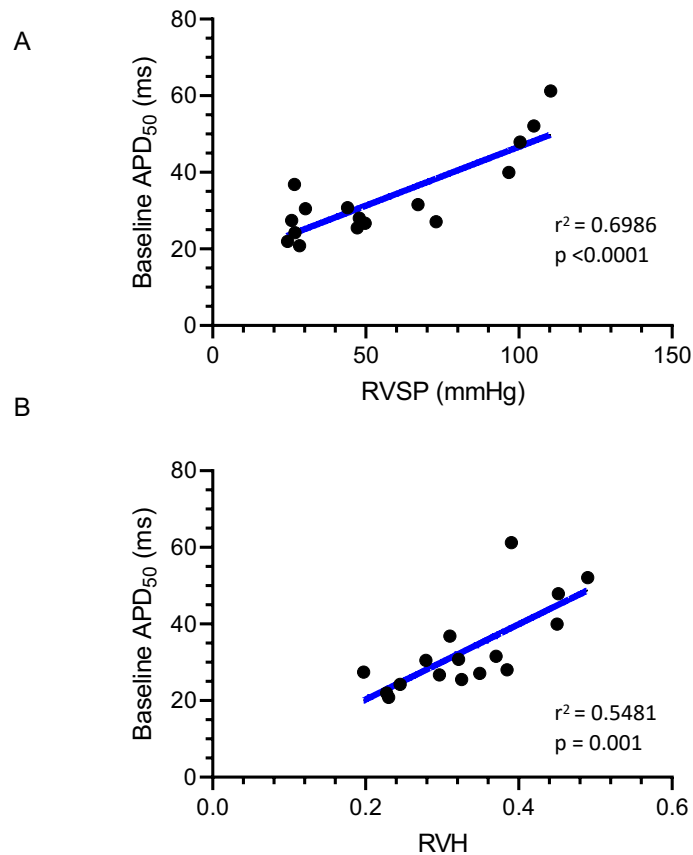 A
Baseline APD₅₀ (ms)
80
60
40
20
0
r² = 0.6986
p <0.0001
0 50 100 150
RVSP (mmHg)
B
Baseline APD₅₀ (ms)
80
60
40
20
0
r² = 0.5481
p = 0.001
0.0 0.2 0.4 0.6
RVH